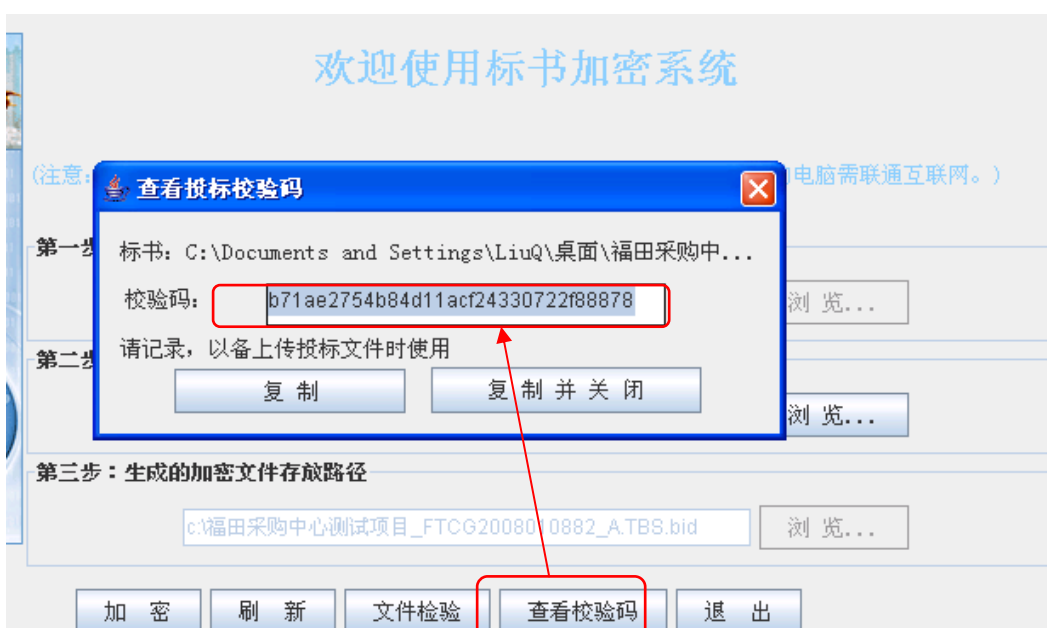 欢迎使用标书加密系统
(注意:
的电脑需联通互联网。)
查看投标校验码
标书: C:\Documents and Settings\LiuQ\桌面\福田采购中...
校验码: b71ae2754b84d11acf24330722f88878
请记录, 以备上传投标文件时使用
复 制
复 制 并 关 闭
第一步
浏 览...
第二步
浏 览...
第三步：生成的加密文件存放路径
c:\福田采购中心测试项目_FTCG2008010882_A.TBS.bid
浏 览...
加 密
刷 新
文件检验
查看校验码
退 出